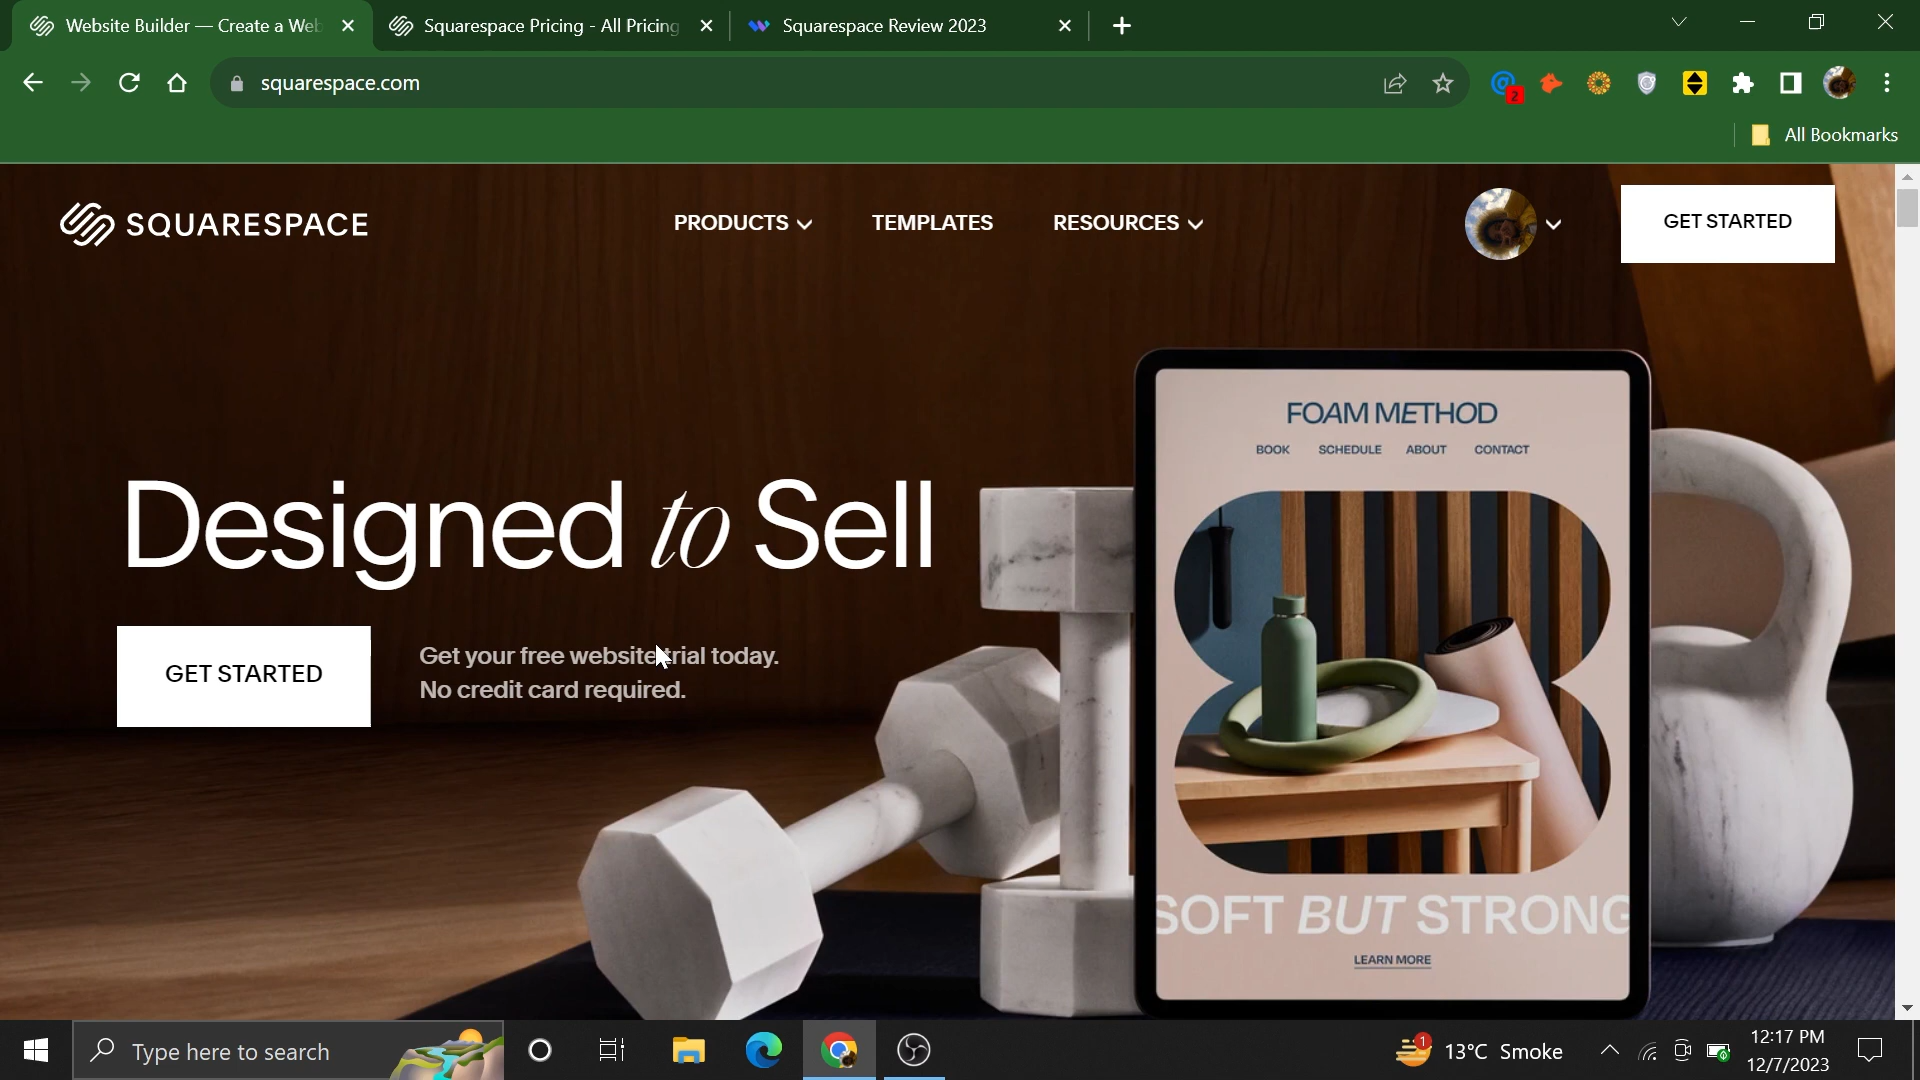 Website Builder — Create a Web
Squarespace Pricing - All Pricing
Squarespace Review 2023
squarespace.com
2
All Bookmarks
SQUARESPACE
PRODUCTS
TEMPLATES
RESOURCES
GET STARTED
FOAM METHOD
BOOK SCHEDULE ABOUT CONTACT
Designed to Sell
GET STARTED
Get your free website trial today.
No credit card required.
SOFT BUT STRONG
LEARN MORE
Type here to search
1
13°C Smoke
12:17 PM
12/7/2023